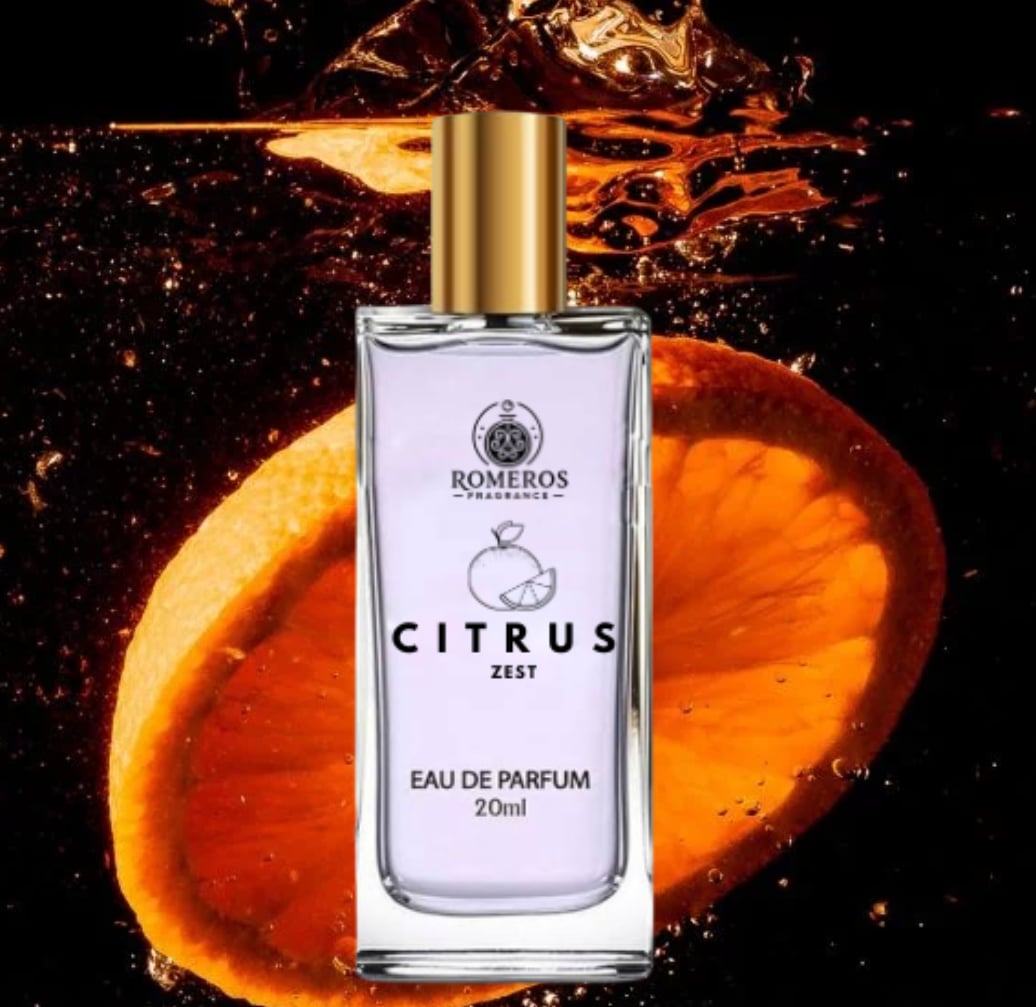 ROMEROS
FRAGRANCE
CITRUS
ZEST
EAU DE PARFUM
20ml